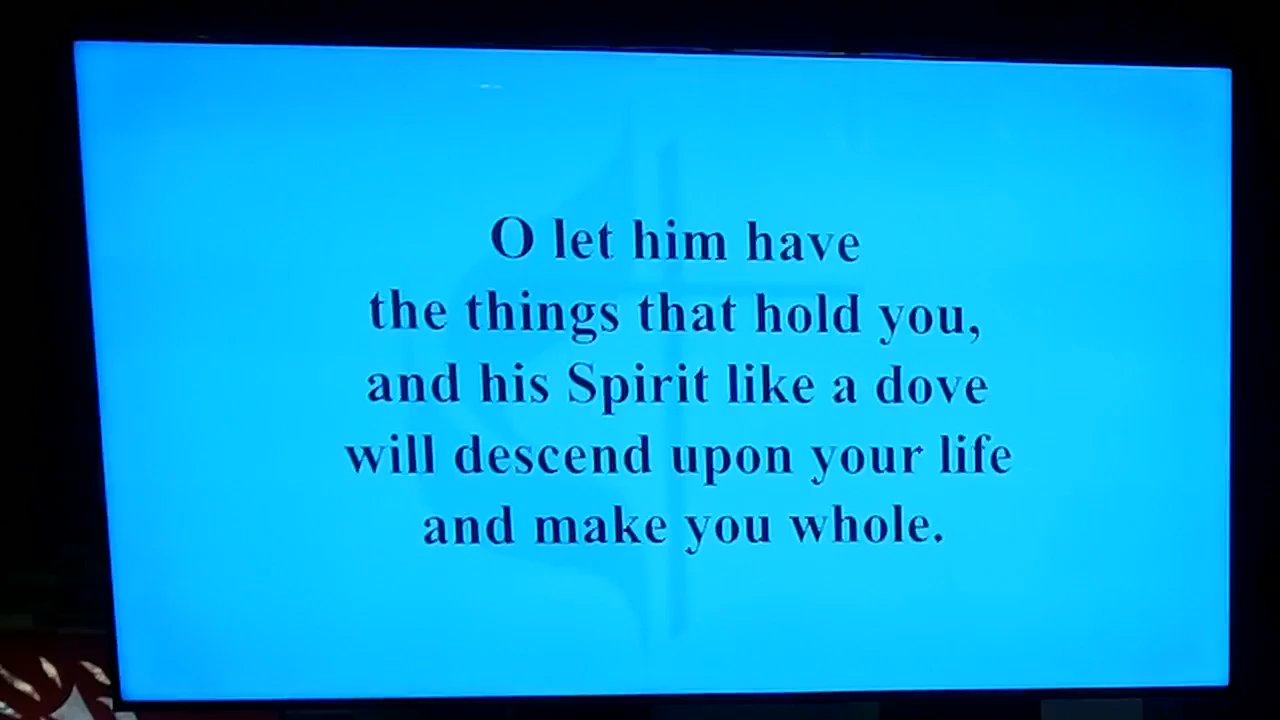 O let him have
the things that hold you,
and his Spirit like a dove
will descend upon your life
and make you whole.